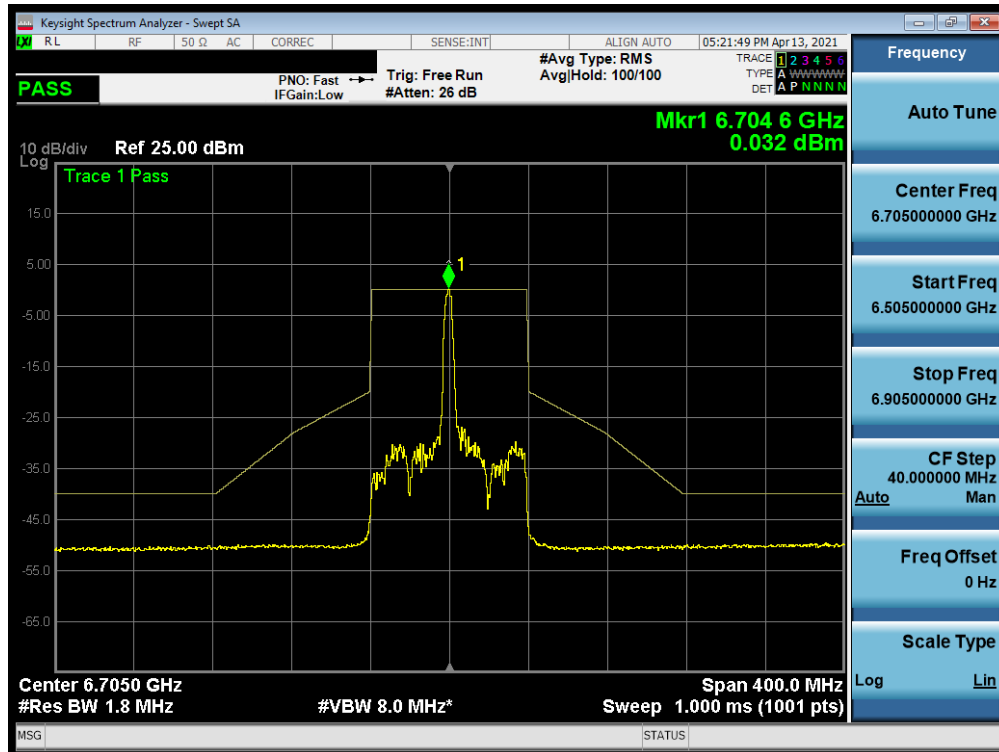 Keysight Spectrum Analyzer - Swept SA
LXI RL RF 50 Ω AC CORREC SENSE:INT ALIGN AUTO 05:21:49 PM Apr 13, 2021
PASS
PNO: Fast
IFGain:Low
Trig: Free Run
#Atten: 26 dB
#Avg Type: RMS
Avg|Hold: 100/100
TRACE 1 2 3 4 5 6
TYPE A WWWWW
DET A P N N N N
Mkr1 6.704 6 GHz
0.032 dBm
10 dB/div Ref 25.00 dBm
Log
Trace 1 Pass
15.0
5.00
1
-5.00
-15.0
-25.0
-35.0
-45.0
-55.0
-65.0
Center 6.7050 GHz Span 400.0 MHz
#Res BW 1.8 MHz #VBW 8.0 MHz* Sweep 1.000 ms (1001 pts)
MSG STATUS
Frequency
Auto Tune
Center Freq
6.705000000 GHz
Start Freq
6.505000000 GHz
Stop Freq
6.905000000 GHz
CF Step
40.000000 MHz
Auto Man
Freq Offset
0 Hz
Scale Type
Log Lin